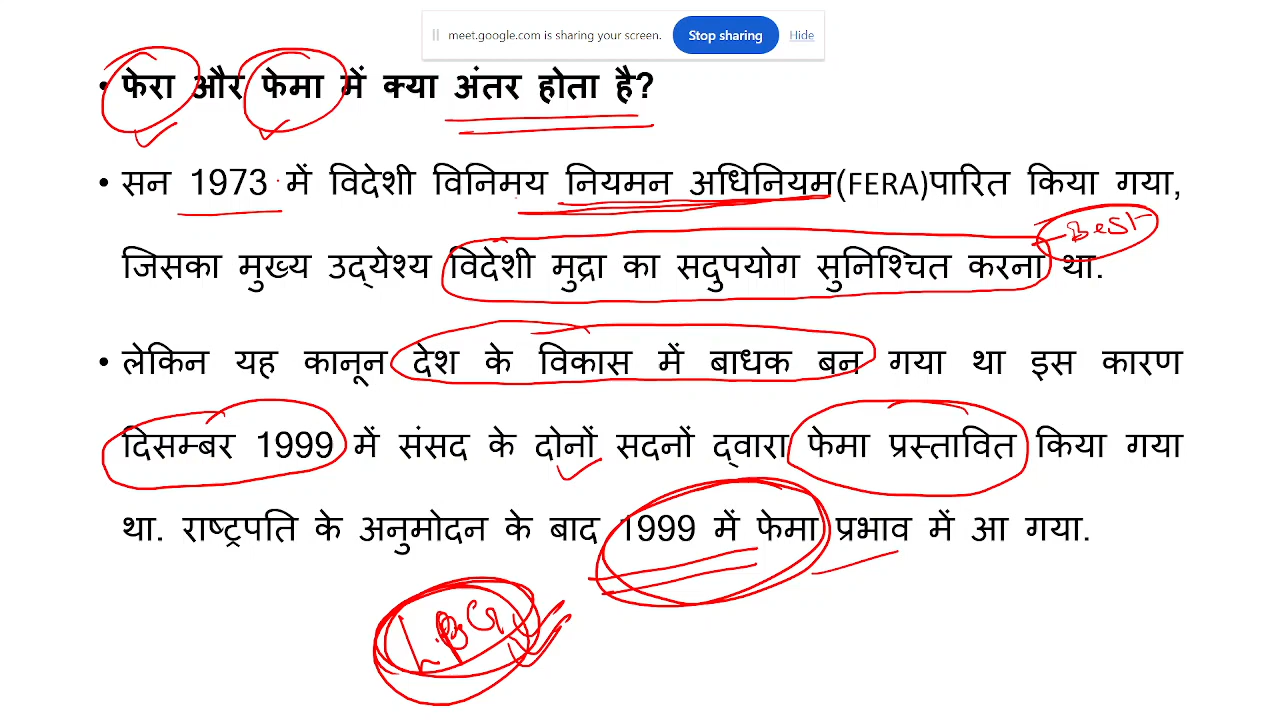 meet.google.com is sharing your screen. Stop sharing Hide
• फेरा और फेमा में क्या अंतर होता है?
• सन 1973 में विदेशी विनिमय नियमन अधिनियम(FERA)पारित किया गया,
Best
जिसका मुख्य उद्येश्य विदेशी मुद्रा का सदुपयोग सुनिश्चित करना था.
• लेकिन यह कानून देश के विकास में बाधक बन गया था इस कारण
दिसम्बर 1999 में संसद के दोनों सदनों द्वारा फेमा प्रस्तावित किया गया
था. राष्ट्रपति के अनुमोदन के बाद 1999 में फेमा प्रभाव में आ गया.